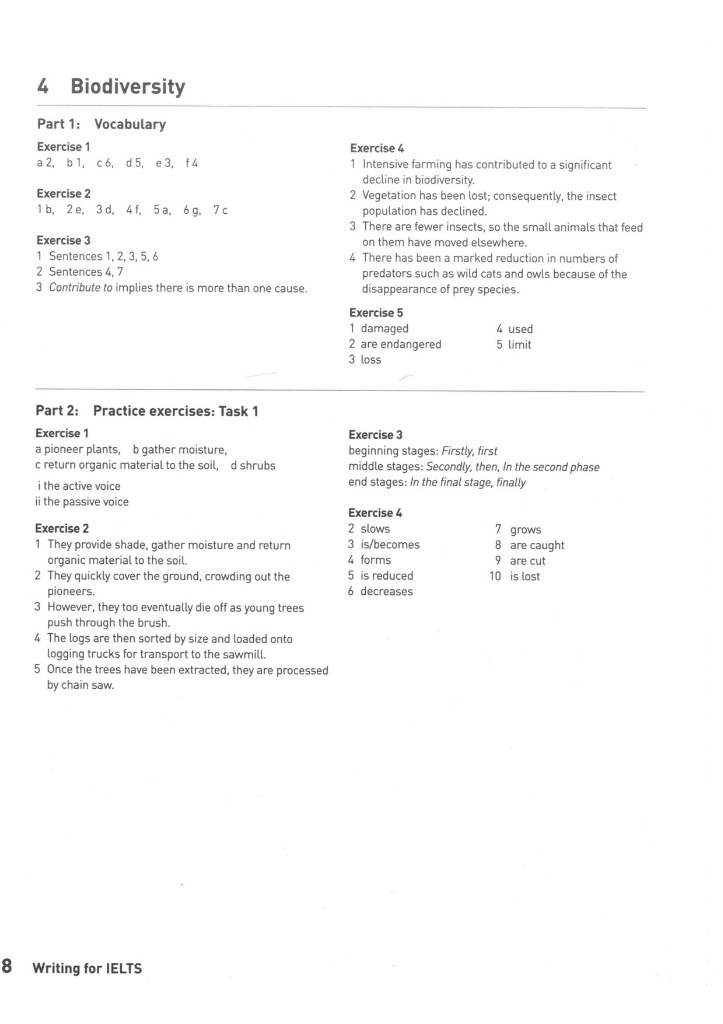 4 Biodiversity
Part 1: Vocabulary
Exercise 1
a 2, b 1, c 6, d 5, e 3, f 4
Exercise 2
1 b, 2 e, 3 d, 4 f, 5 a, 6 g, 7 c
Exercise 3
1 Sentences 1, 2, 3, 5, 6
2 Sentences 4, 7
3 Contribute to implies there is more than one cause.
Exercise 4
1 Intensive farming has contributed to a significant
decline in biodiversity.
2 Vegetation has been lost; consequently, the insect
population has declined.
3 There are fewer insects, so the small animals that feed
on them have moved elsewhere.
4 There has been a marked reduction in numbers of
predators such as wild cats and owls because of the
disappearance of prey species.
Exercise 5
1 damaged
2 are endangered
3 loss
4 used
5 limit
Part 2: Practice exercises: Task 1
Exercise 1
a pioneer plants, b gather moisture,
c return organic material to the soil, d shrubs
i the active voice
ii the passive voice
Exercise 2
1 They provide shade, gather moisture and return
organic material to the soil.
2 They quickly cover the ground, crowding out the
pioneers.
3 However, they too eventually die off as young trees
push through the brush.
4 The logs are then sorted by size and loaded onto
logging trucks for transport to the sawmill.
5 Once the trees have been extracted, they are processed
by chain saw.
Exercise 3
beginning stages: Firstly, first
middle stages: Secondly, then, In the second phase
end stages: In the final stage, finally
Exercise 4
2 slows
3 is/becomes
4 forms
5 is reduced
6 decreases
7 grows
8 are caught
9 are cut
10 is lost
8 Writing for IELTS